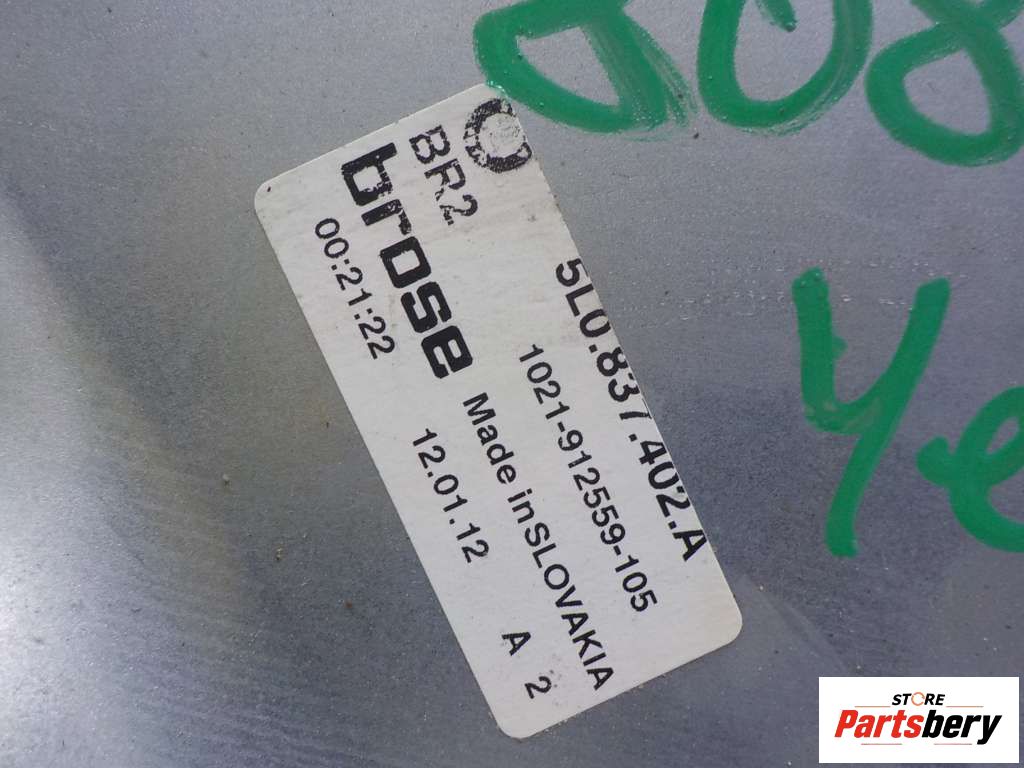 BR2
5L0.837.402.A
brose
1021-912559-105
00:21:22
Made in SLOVAKIA
12.01.12
A 2
STORE
Partsbery